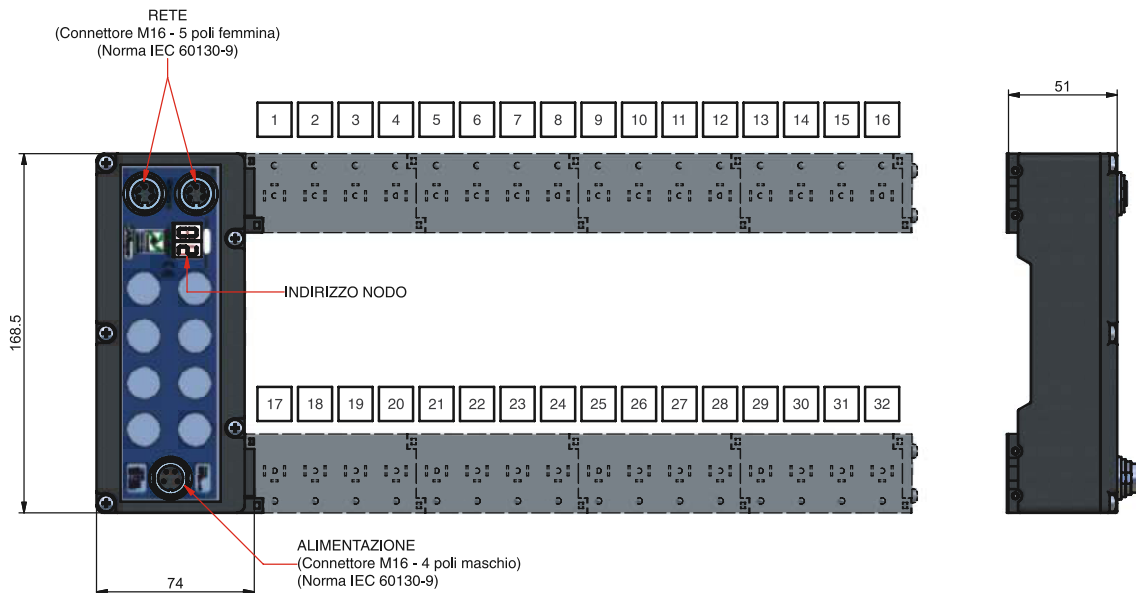 RETE
(Connettore M16 - 5 poli femmina)
(Norma IEC 60130-9)
51
1 2 3 4 5 6 7 8 9 10 11 12 13 14 15 16
20
INDIRIZZO NODO
168.5
17 18 19 20 21 22 23 24 25 26 27 28 29 30 31 32
ALIMENTAZIONE
(Connettore M16 - 4 poli maschio)
(Norma IEC 60130-9)
74